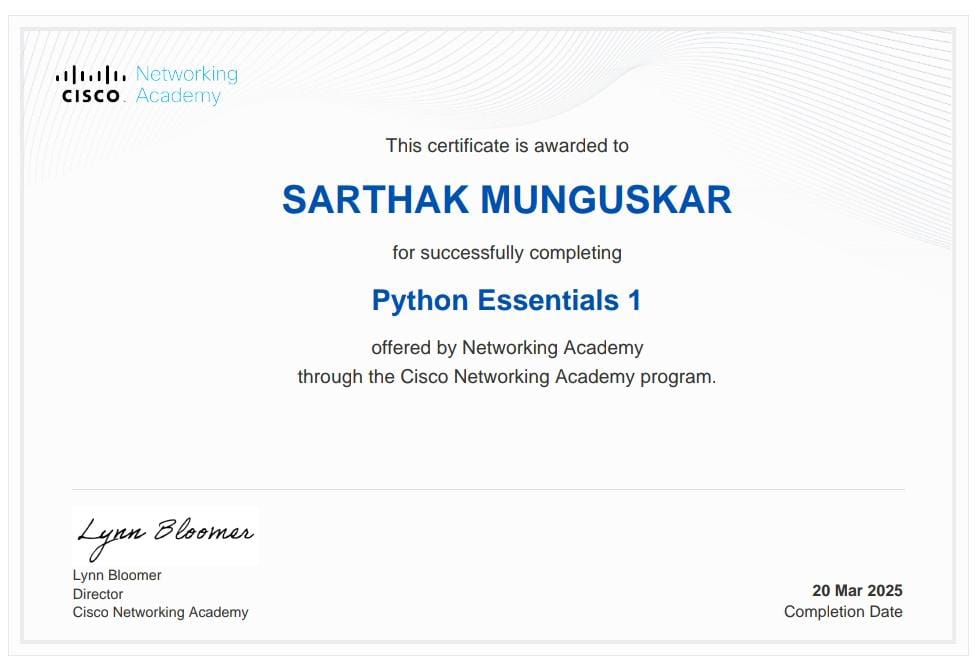 Networking
CISCO Academy
This certificate is awarded to
SARTHAK MUNGUSKAR
for successfully completing
Python Essentials 1
offered by Networking Academy
through the Cisco Networking Academy program.
Lynn Bloomer
Lynn Bloomer
Director
Cisco Networking Academy
20 Mar 2025
Completion Date